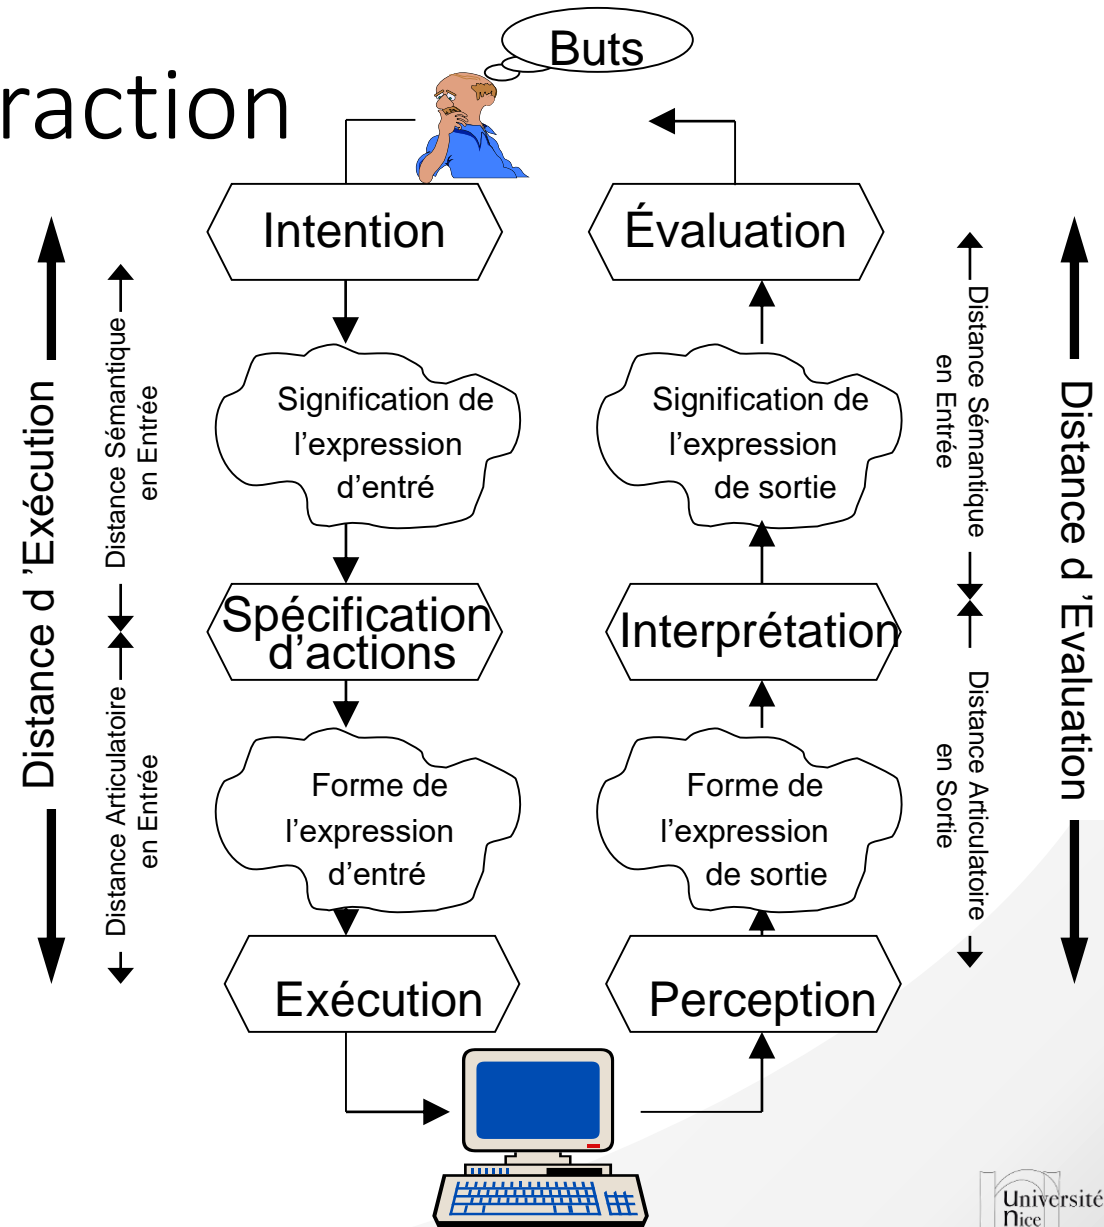 Buts
raction
Intention
Évaluation
Distance d ’Exécution
Distance Sémantique
en Entrée
Signification de
l’expression
d’entré
Signification de
l’expression
de sortie
Distance Sémantique
en Entrée
Distance d ’Evaluation
Spécification
d’actions
Interprétation
Distance Articulatoire
en Entrée
Forme de
l’expression
d’entré
Forme de
l’expression
de sortie
Distance Articulatoire
en Sortie
Exécution
Perception
Université
nice